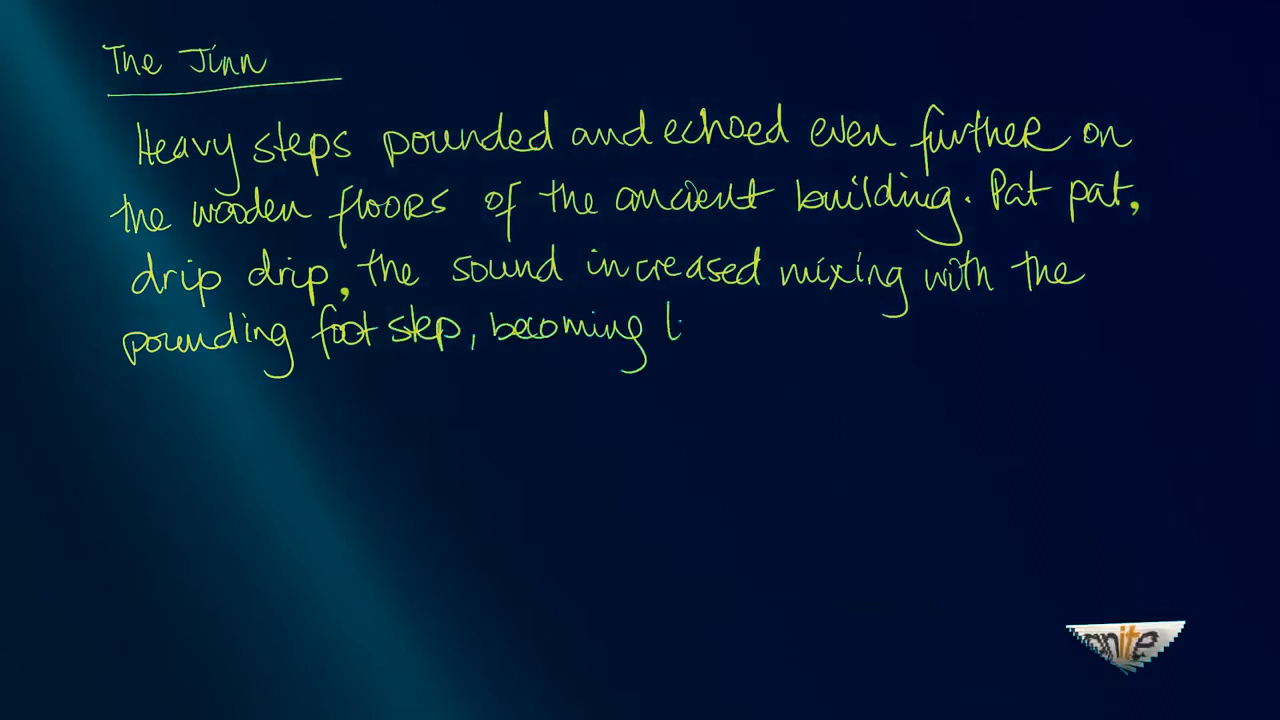 The Jinn
Heavy steps pounded and echoed even further on
the wooden floors of the ancient building. Pat pat,
drip drip, the sound increased mixing with the
pounding foot step, becoming l